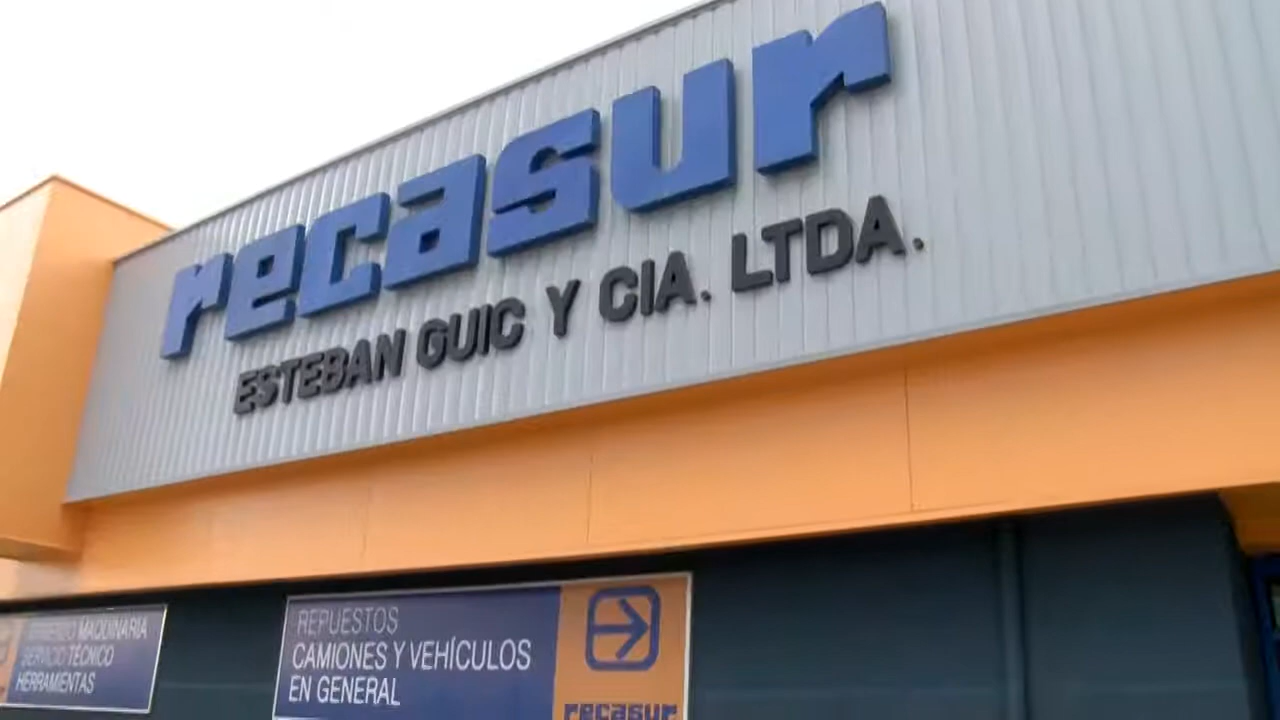 recasur
ESTEBAN GUIC Y CIA. LTDA.
MAQUINARIA
SERVICIO TÉCNICO
HERRAMIENTAS
REPUESTOS
CAMIONES Y VEHÍCULOS
EN GENERAL
recasur